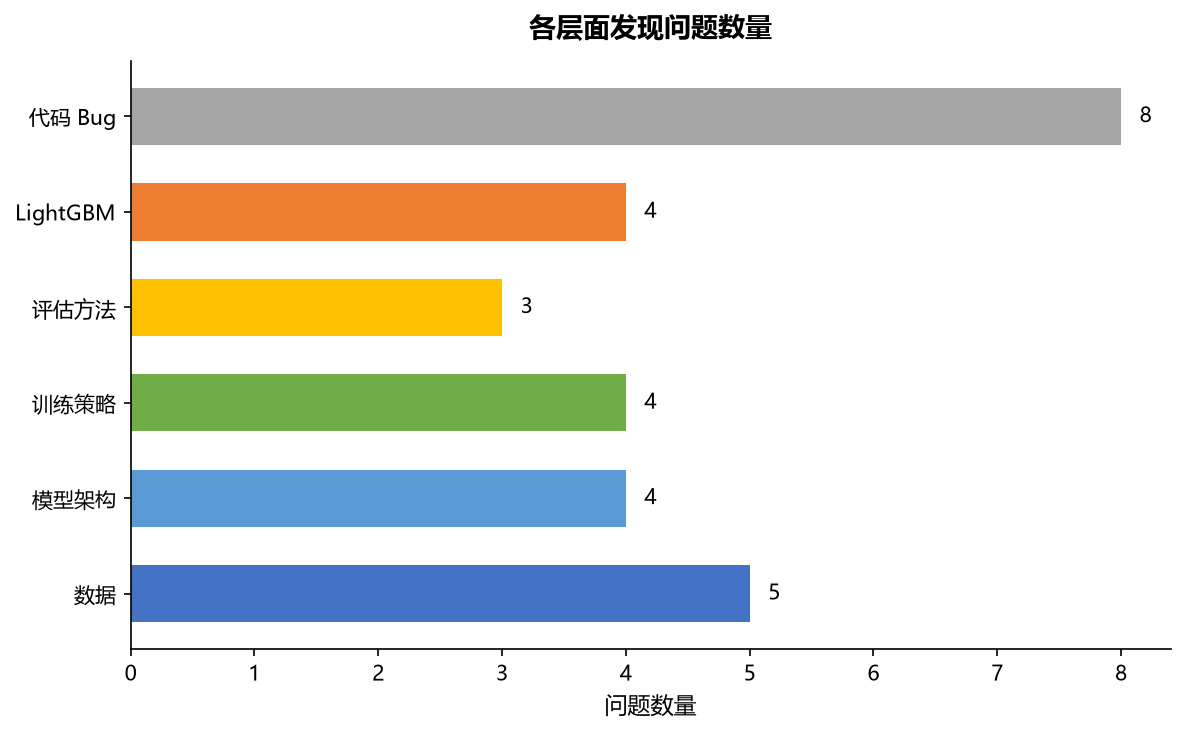 各层面发现问题数量
代码 Bug
8
LightGBM
4
评估方法
3
训练策略
4
模型架构
4
数据
5
0 1 2 3 4 5 6 7 8
问题数量